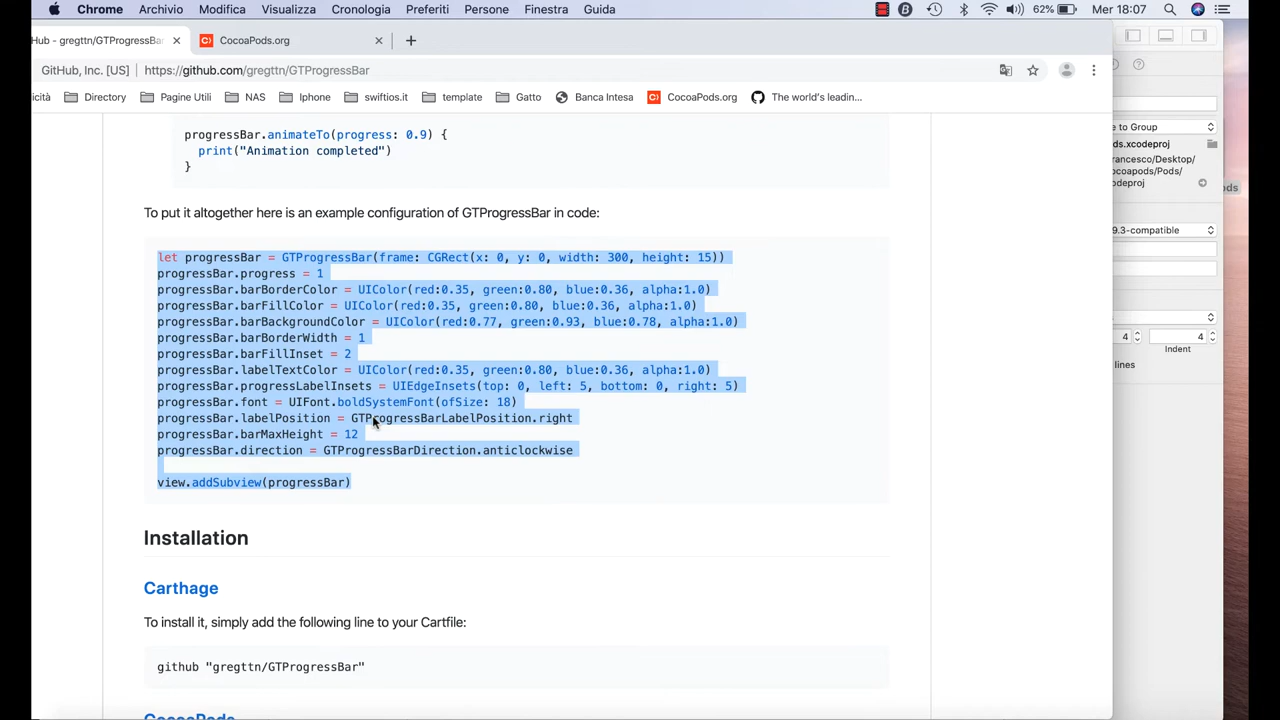 Chrome Archivio Modifica Visualizza Cronologia Preferiti Persone Finestra Guida 62% Mer 18:07
Hub - gregttn/GTProgressBar CocoaPods.org
GitHub, Inc. [US] https://github.com/gregttn/GTProgressBar
icità Directory Pagine Utili NAS Iphone swiftios.it template Gatto Banca Intesa CocoaPods.org The world's leadin...
progressBar.animateTo(progress: 0.9) {
print("Animation completed")
}
To put it altogether here is an example configuration of GTProgressBar in code:
let progressBar = GTProgressBar(frame: CGRect(x: 0, y: 0, width: 300, height: 15))
progressBar.progress = 1
progressBar.barBorderColor = UIColor(red:0.35, green:0.80, blue:0.36, alpha:1.0)
progressBar.barFillColor = UIColor(red:0.35, green:0.80, blue:0.36, alpha:1.0)
progressBar.barBackgroundColor = UIColor(red:0.77, green:0.93, blue:0.78, alpha:1.0)
progressBar.barBorderWidth = 1
progressBar.barFillInset = 2
progressBar.labelTextColor = UIColor(red:0.35, green:0.80, blue:0.36, alpha:1.0)
progressBar.progressLabelInsets = UIEdgeInsets(top: 0, left: 5, bottom: 0, right: 5)
progressBar.font = UIFont.boldSystemFont(ofSize: 18)
progressBar.labelPosition = GTProgressBarLabelPosition.right
progressBar.barMaxHeight = 12
progressBar.direction = GTProgressBarDirection.anticlockwise
view.addSubview(progressBar)
Installation
Carthage
To install it, simply add the following line to your Cartfile:
github "gregttn/GTProgressBar"
CocoaPods
e to Group
ds.xcodeproj
rancesco/Desktop/
cocoapods/Pods/
odeproj
ods
9.3-compatible
4 4
Indent
lines